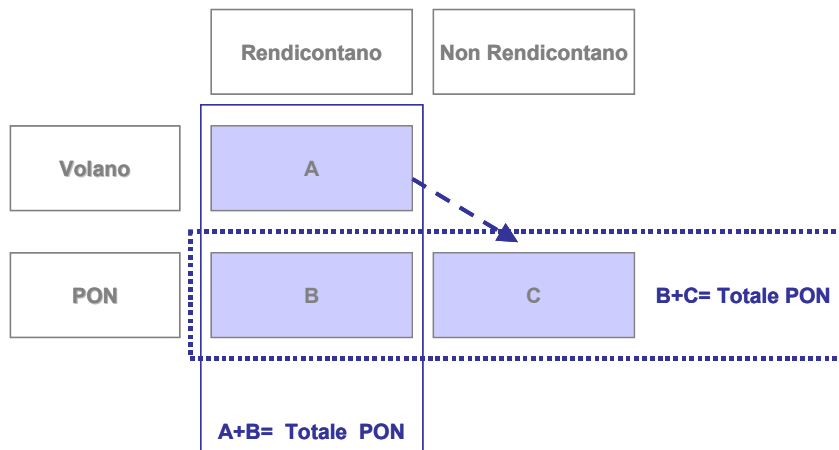 Rendicontano
Non Rendicontano
Volano
A
PON
B
C
B+C= Totale PON
A+B= Totale PON